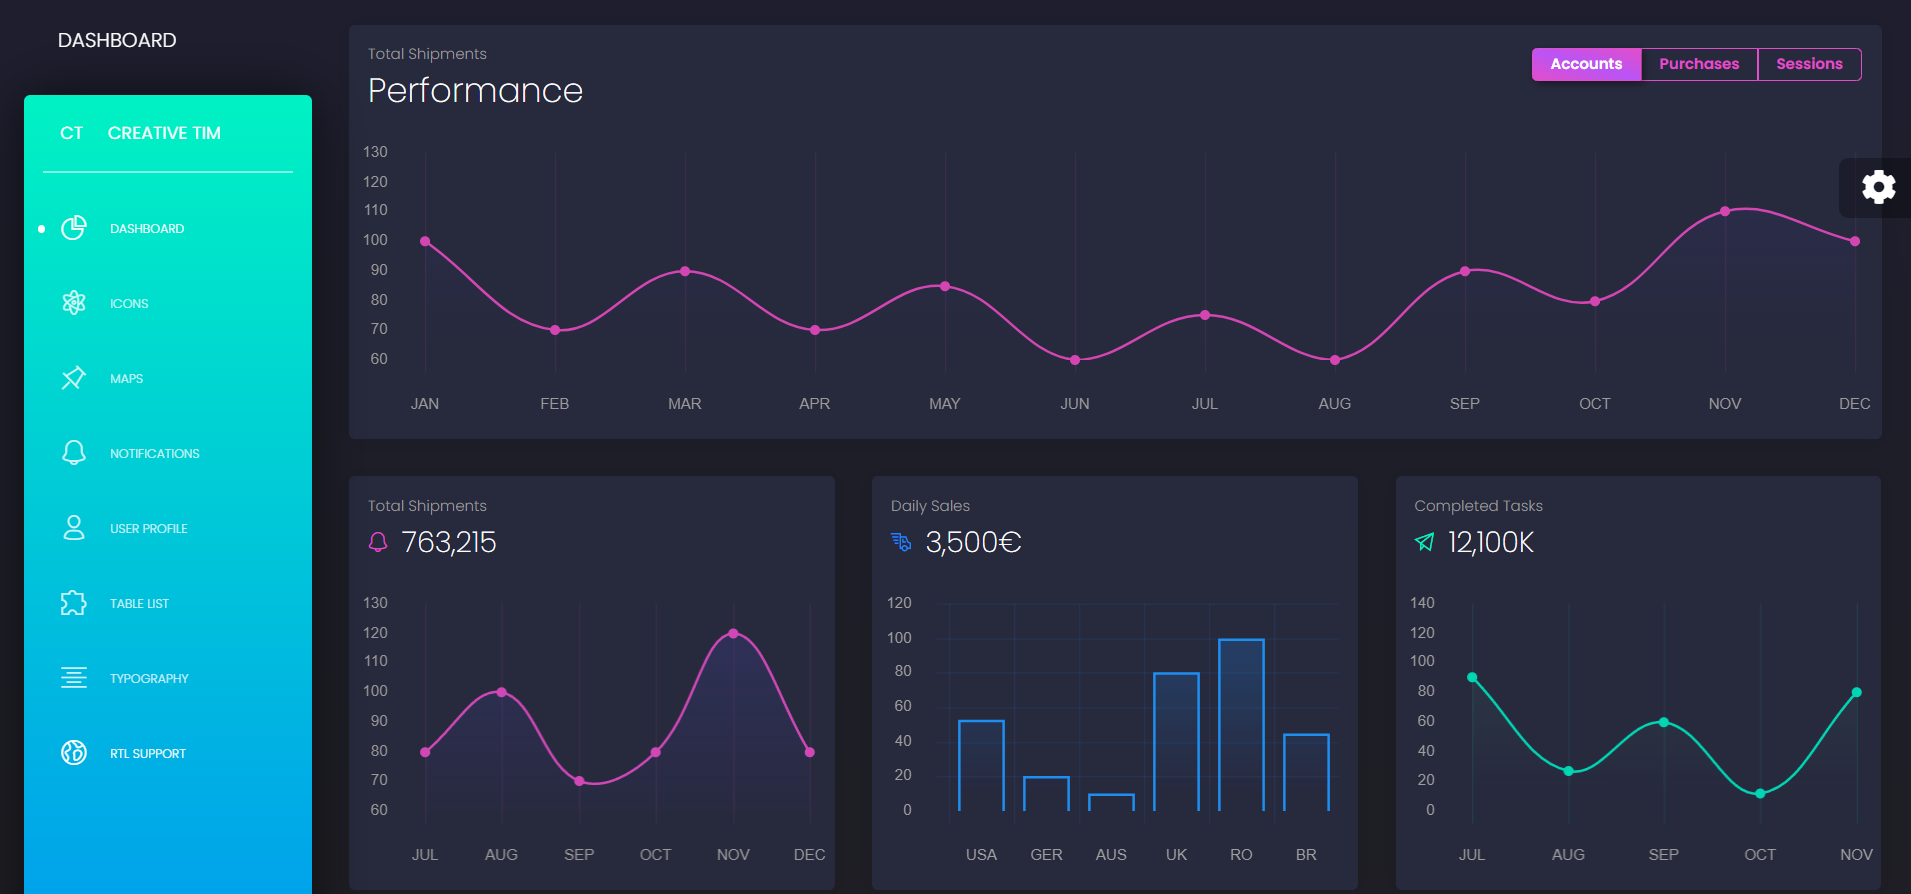 DASHBOARD
CT CREATIVE TIM
DASHBOARD
ICONS
MAPS
NOTIFICATIONS
USER PROFILE
TABLE LIST
TYPOGRAPHY
RTL SUPPORT
Total Shipments
Performance
Accounts Purchases Sessions
130
120
110
100
90
80
70
60
JAN FEB MAR APR MAY JUN JUL AUG SEP OCT NOV DEC
Total Shipments
763,215
130
120
110
100
90
80
70
60
JUL AUG SEP OCT NOV DEC
Daily Sales
3,500€
120
100
80
60
40
20
0
USA GER AUS UK RO BR
Completed Tasks
12,100K
140
120
100
80
60
40
20
0
JUL AUG SEP OCT NOV